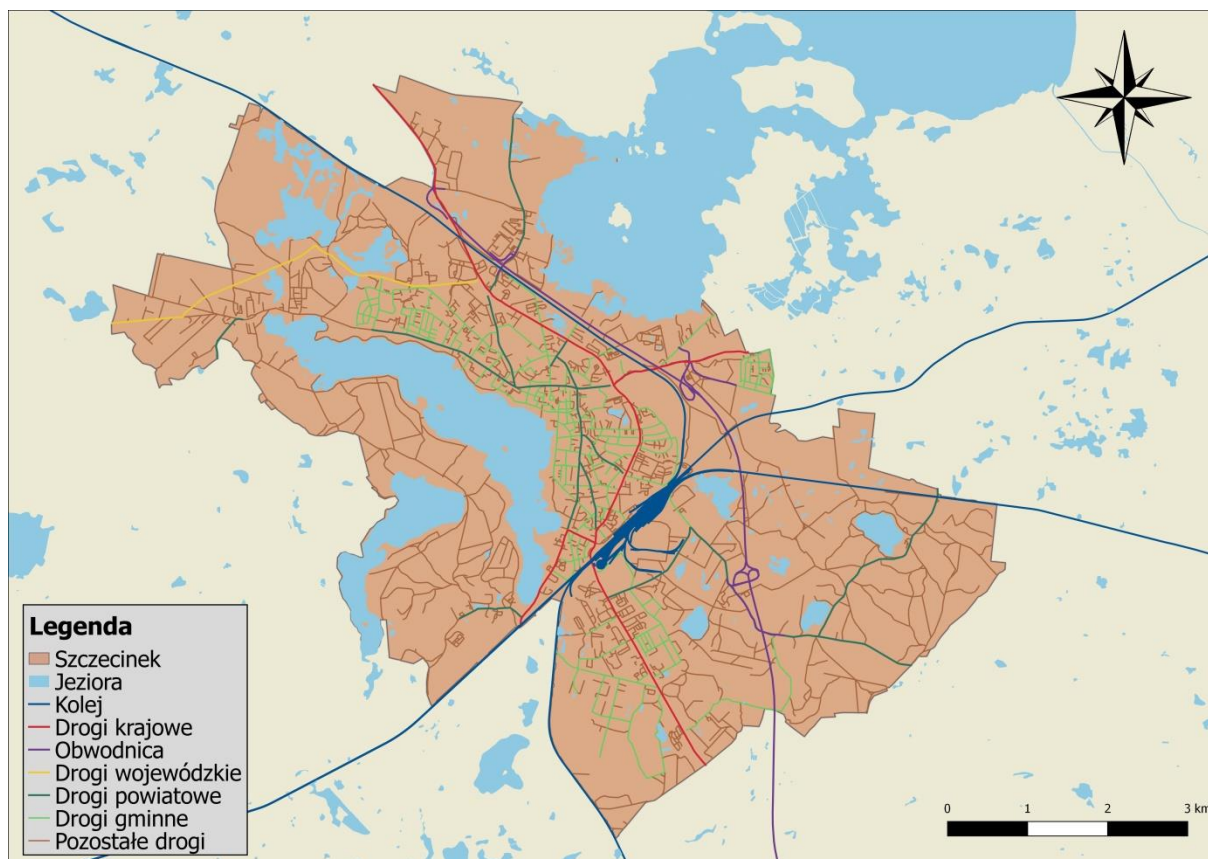 Legenda
Szczecinek
Jeziora
Kolej
Drogi krajowe
Obwodnica
Drogi wojewódzkie
Drogi powiatowe
Drogi gminne
Pozostałe drogi
0 1 2 3 km